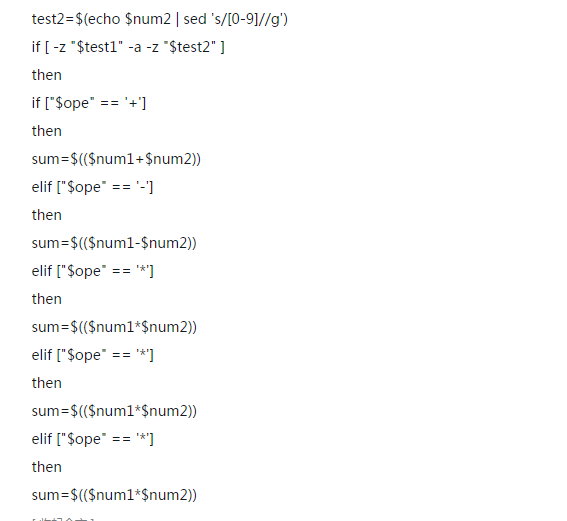 test2=$(echo $num2 | sed 's/[0-9]//g')
if [ -z "$test1" -a -z "$test2" ]
then
if ["$ope" == '+']
then
sum=$(($num1+$num2))
elif ["$ope" == '-']
then
sum=$(($num1-$num2))
elif ["$ope" == '*']
then
sum=$(($num1*$num2))
elif ["$ope" == '*']
then
sum=$(($num1*$num2))
elif ["$ope" == '*']
then
sum=$(($num1*$num2))